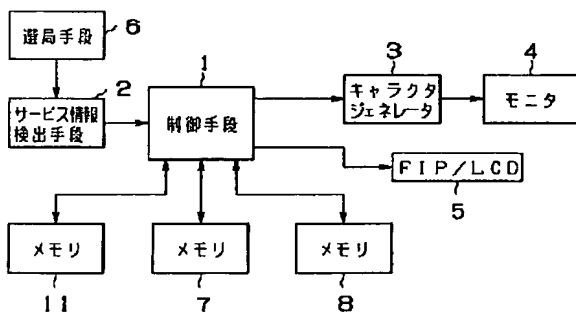 6
選局手段
2
サービス情報
検出手段
1
制御手段
3
キャラクタ
ジェネレータ
4
モニタ
FIP/LCD
5
メモリ
11
メモリ
7
メモリ
8